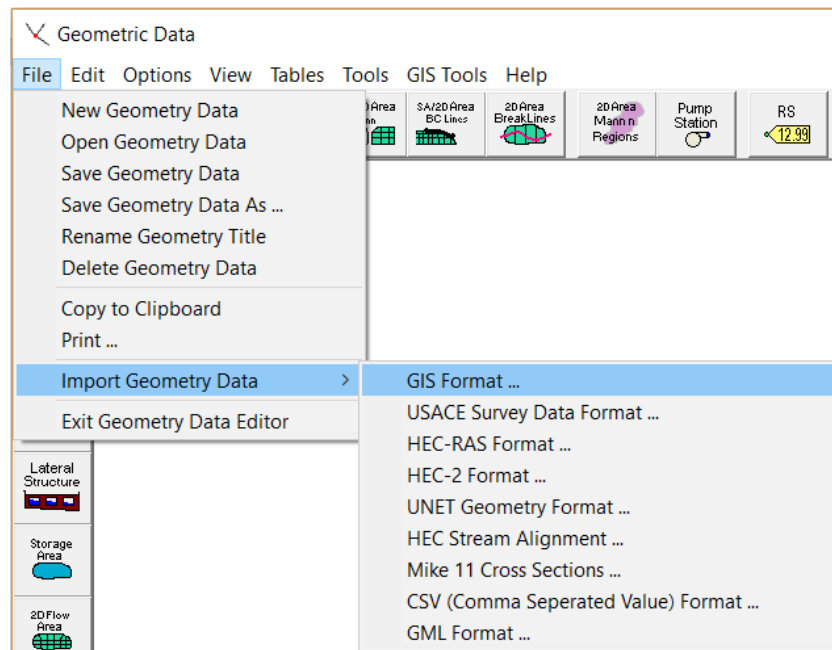 Geometric Data
File Edit Options View Tables Tools GIS Tools Help
D Area
nn
SA/2D Area
BC Lines
2D Area
BreakLines
2D Area
Mann n
Regions
Pump
Station
RS
12.99
New Geometry Data
Open Geometry Data
Save Geometry Data
Save Geometry Data As ...
Rename Geometry Title
Delete Geometry Data
Copy to Clipboard
Print ...
Import Geometry Data >
Exit Geometry Data Editor
GIS Format ...
USACE Survey Data Format ...
HEC-RAS Format ...
HEC-2 Format ...
UNET Geometry Format ...
HEC Stream Alignment ...
Mike 11 Cross Sections ...
CSV (Comma Seperated Value) Format ...
GML Format ...
Lateral
Structure
Storage
Area
2D Flow
Area